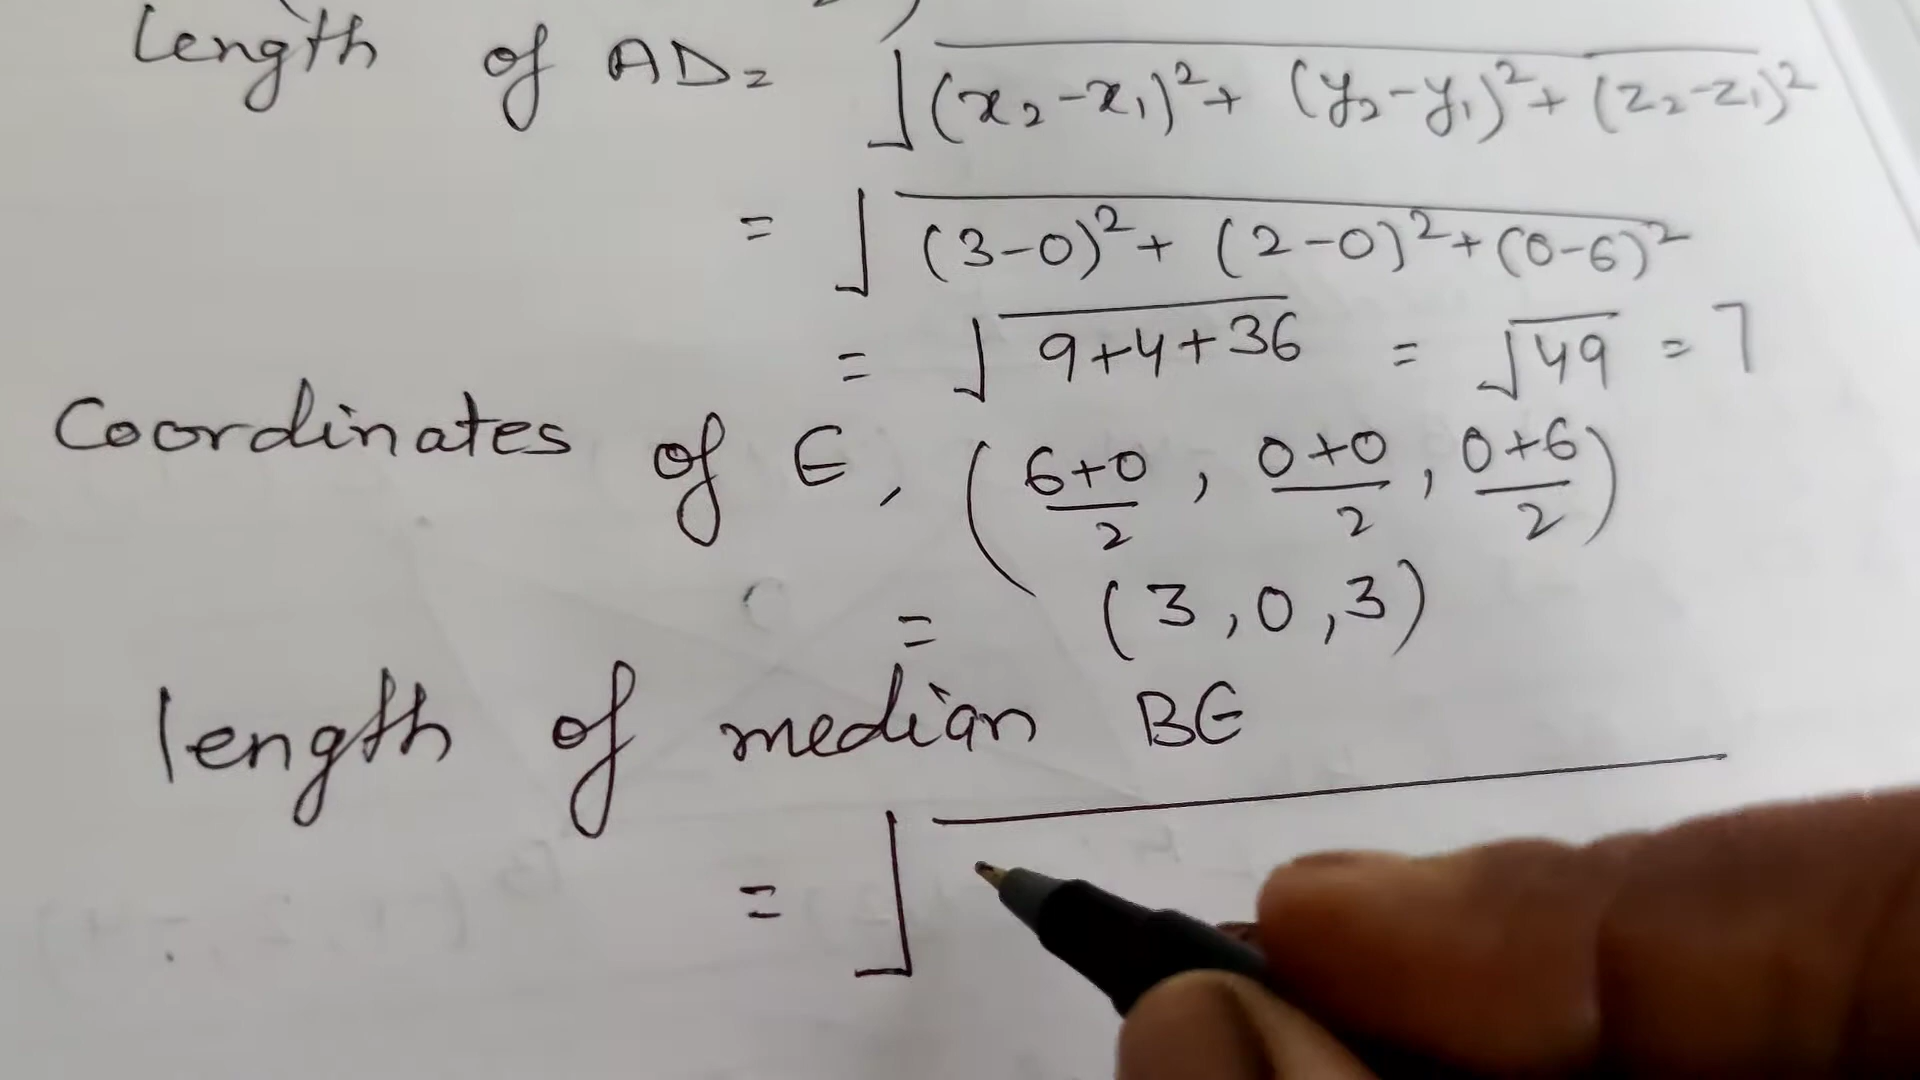 length of AD = √(x₂-x₁)² + (y₂-y₁)² + (z₂-z₁)²
= √(3-0)² + (2-0)² + (0-6)²
= √9+4+36 = √49 = 7
Coordinates of E, (6+0/2, 0+0/2, 0+6/2)
= (3, 0, 3)
length of median BE
= √